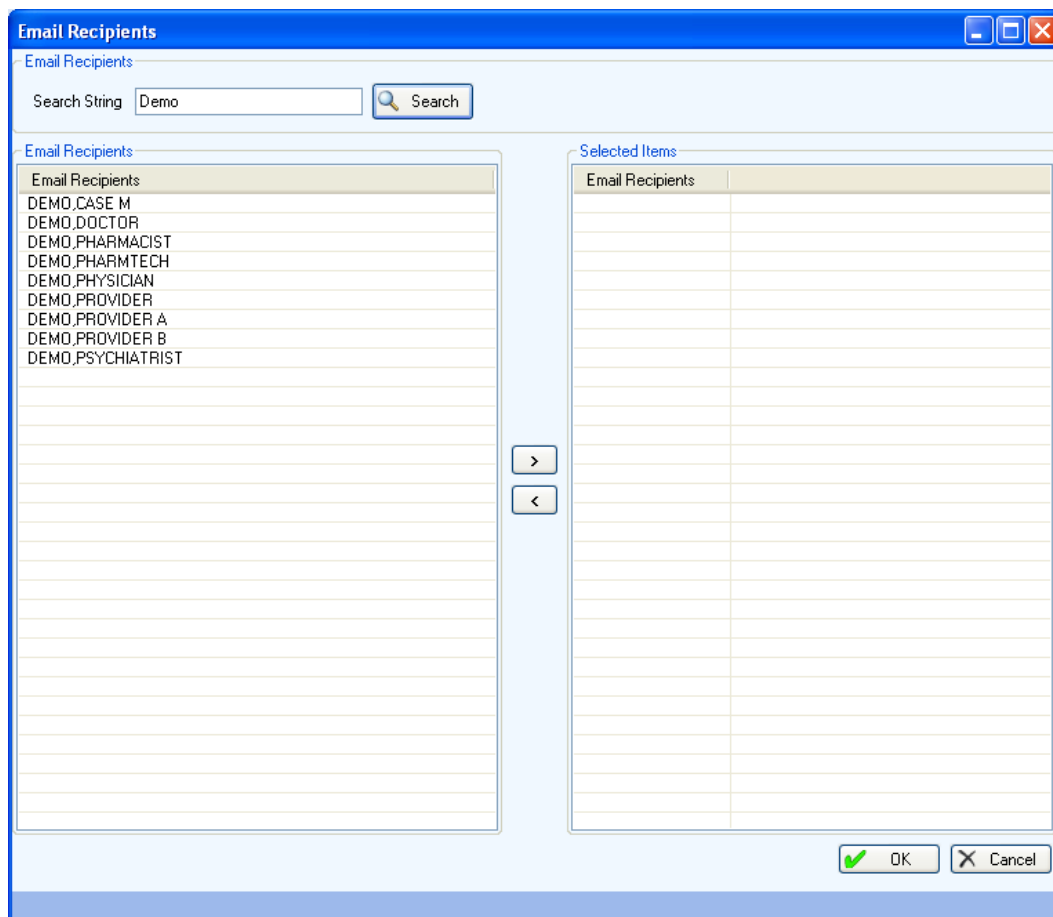 Email Recipients
Email Recipients
Search String Demo Search
Email Recipients
Email Recipients
DEMO,CASE M
DEMO,DOCTOR
DEMO,PHARMACIST
DEMO,PHARMTECH
DEMO,PHYSICIAN
DEMO,PROVIDER
DEMO,PROVIDER A
DEMO,PROVIDER B
DEMO,PSYCHIATRIST
>
<
Selected Items
Email Recipients
OK Cancel